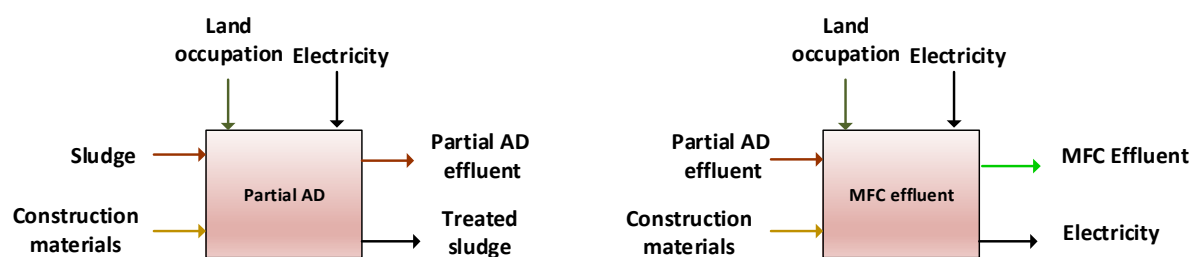 Land
occupation
Electricity
Sludge
Construction
materials
Partial AD
Partial AD
effluent
Treated
sludge
Land
occupation
Electricity
Partial AD
effluent
Construction
materials
MFC effluent
MFC Effluent
Electricity